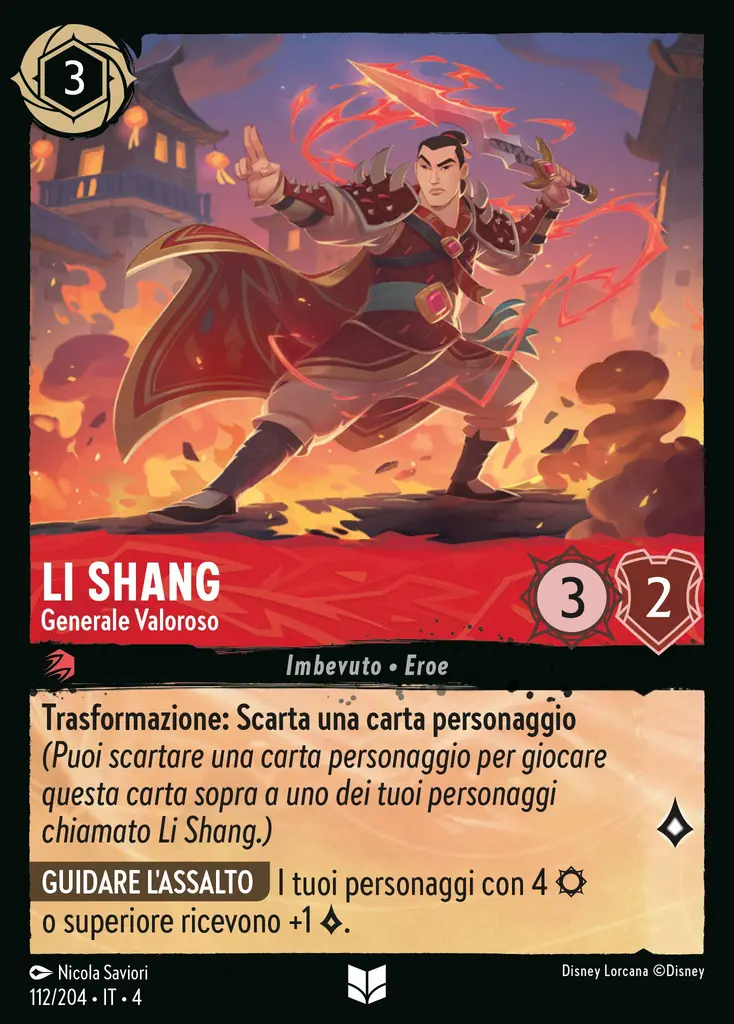 3
LI SHANG
Generale Valoroso
3
2
Imbevuto • Eroe
Trasformazione: Scarta una carta personaggio
(Puoi scartare una carta personaggio per giocare
questa carta sopra a uno dei tuoi personaggi
chiamato Li Shang.)
GUIDARE L'ASSALTO I tuoi personaggi con 4
o superiore ricevono +1 .
Nicola Saviori
Disney Lorcana ©Disney
112/204 • IT • 4